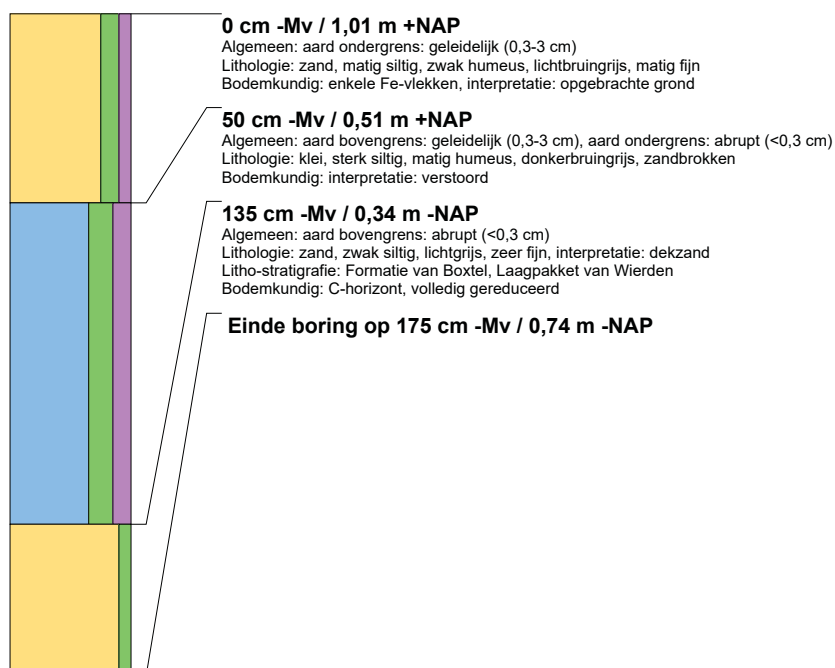 0 cm -Mv / 1,01 m +NAP
Algemeen: aard ondergrens: geleidelijk (0,3-3 cm)
Lithologie: zand, matig siltig, zwak humeus, lichtbruingrijs, matig fijn
Bodemkundig: enkele Fe-vlekken, interpretatie: opgebrachte grond
50 cm -Mv / 0,51 m +NAP
Algemeen: aard bovengrens: geleidelijk (0,3-3 cm), aard ondergrens: abrupt (<0,3 cm)
Lithologie: klei, sterk siltig, matig humeus, donkerbruingrijs, zandbrokken
Bodemkundig: interpretatie: verstoord
135 cm -Mv / 0,34 m -NAP
Algemeen: aard bovengrens: abrupt (<0,3 cm)
Lithologie: zand, zwak siltig, lichtgrijs, zeer fijn, interpretatie: dekzand
Litho-stratigrafie: Formatie van Boxtel, Laagpakket van Wierden
Bodemkundig: C-horizont, volledig gereduceerd
Einde boring op 175 cm -Mv / 0,74 m -NAP